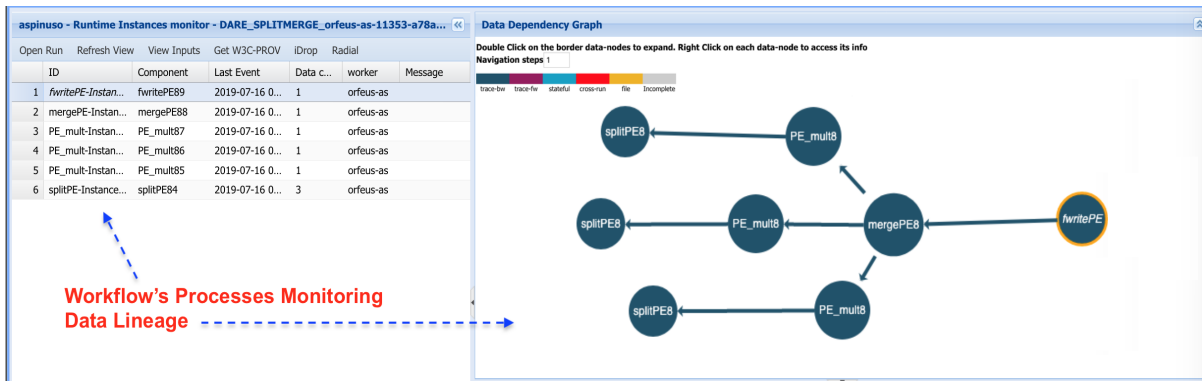 aspinuso - Runtime Instances monitor - DARE_SPLITMERGE_orfeus-as-11353-a78a...
Open Run Refresh View View Inputs Get W3C-PROV iDrop Radial
ID Component Last Event Data c... worker Message
1 fwritePE-Instan... fwritePE89 2019-07-16 0... 1 orfeus-as
2 mergePE-Instan... mergePE88 2019-07-16 0... 1 orfeus-as
3 PE_mult-Instan... PE_mult87 2019-07-16 0... 1 orfeus-as
4 PE_mult-Instan... PE_mult86 2019-07-16 0... 1 orfeus-as
5 PE_mult-Instan... PE_mult85 2019-07-16 0... 1 orfeus-as
6 splitPE-Instance... splitPE84 2019-07-16 0... 3 orfeus-as
Workflow’s Processes Monitoring
Data Lineage
Data Dependency Graph
Double Click on the border data-nodes to expand. Right Click on each data-node to access its info
Navigation steps 1
trace-bw trace-fw stateful cross-run file Incomplete
splitPE8 PE_mult8
splitPE8 PE_mult8 mergePE8 fwritePE
splitPE8 PE_mult8